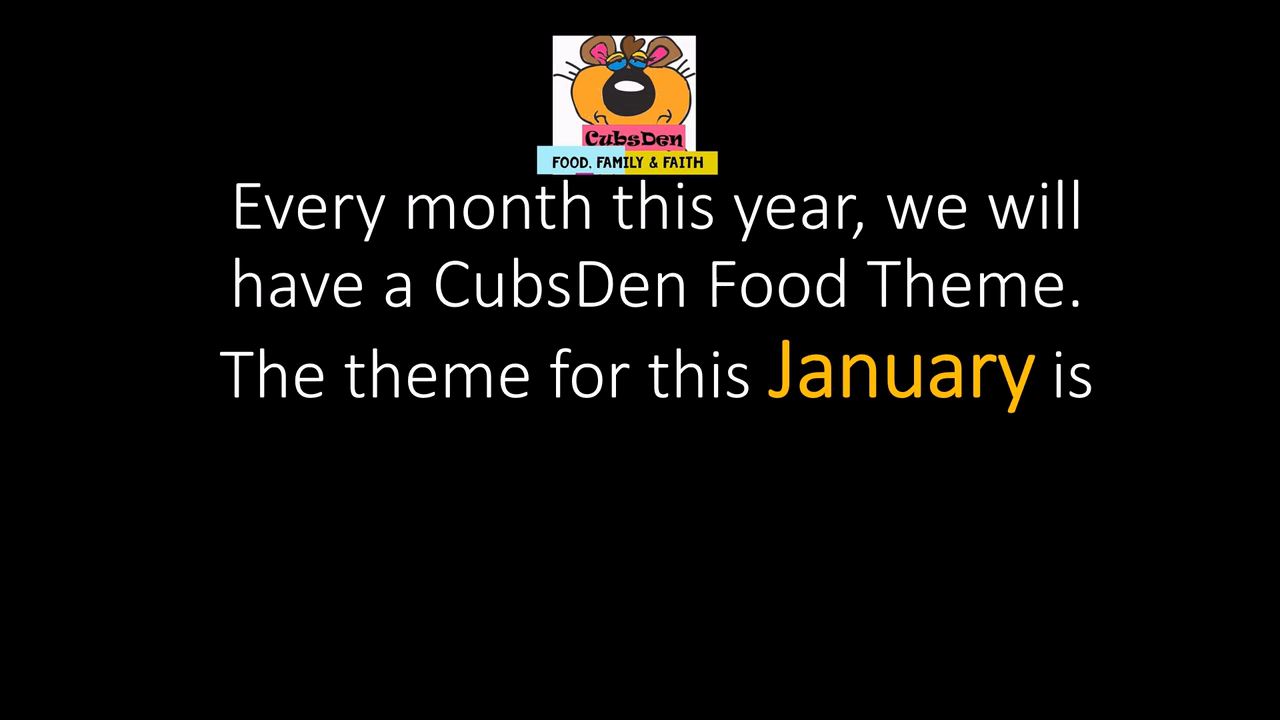 CubsDen
FOOD, FAMILY & FAITH
Every month this year, we will
have a CubsDen Food Theme.
The theme for this January is